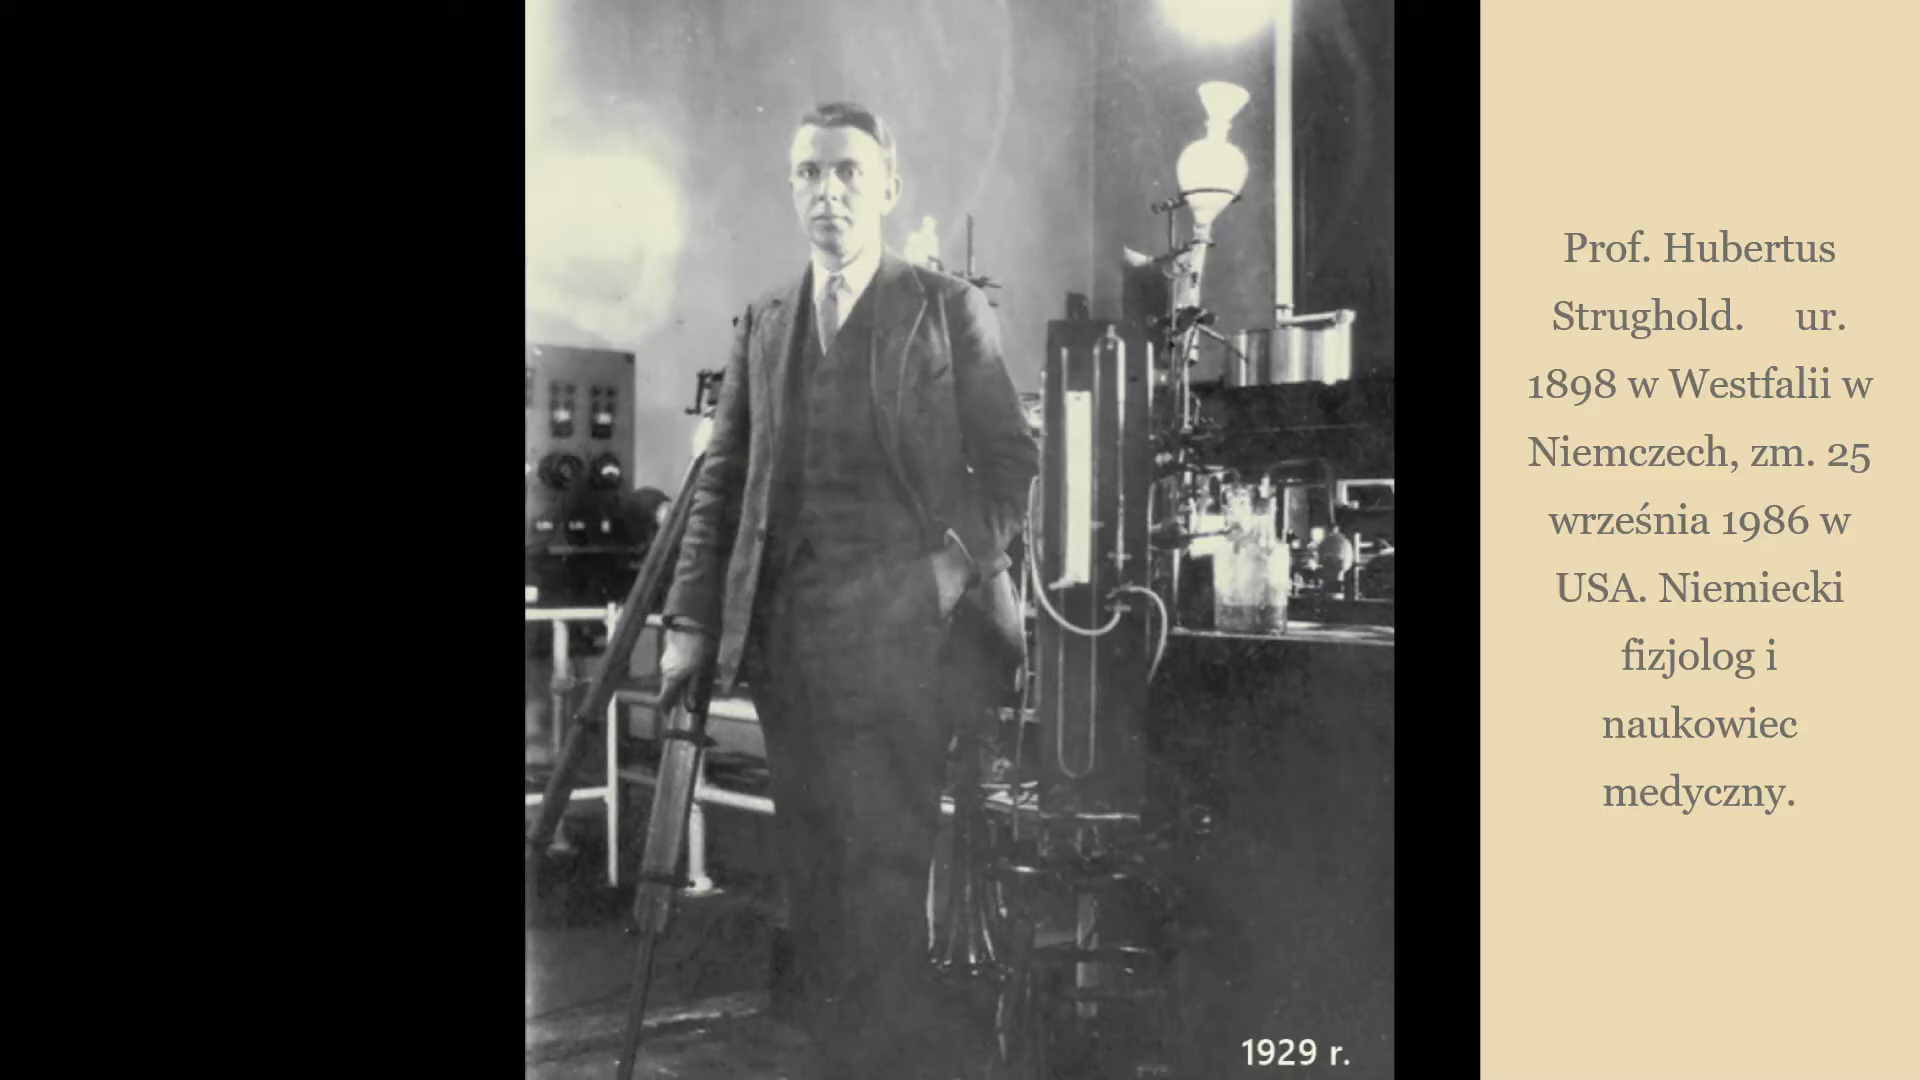 Prof. Hubertus
Strughold. ur.
1898 w Westfalii w
Niemczech, zm. 25
września 1986 w
USA. Niemiecki
fizjolog i
naukowiec
medyczny.
1929 r.